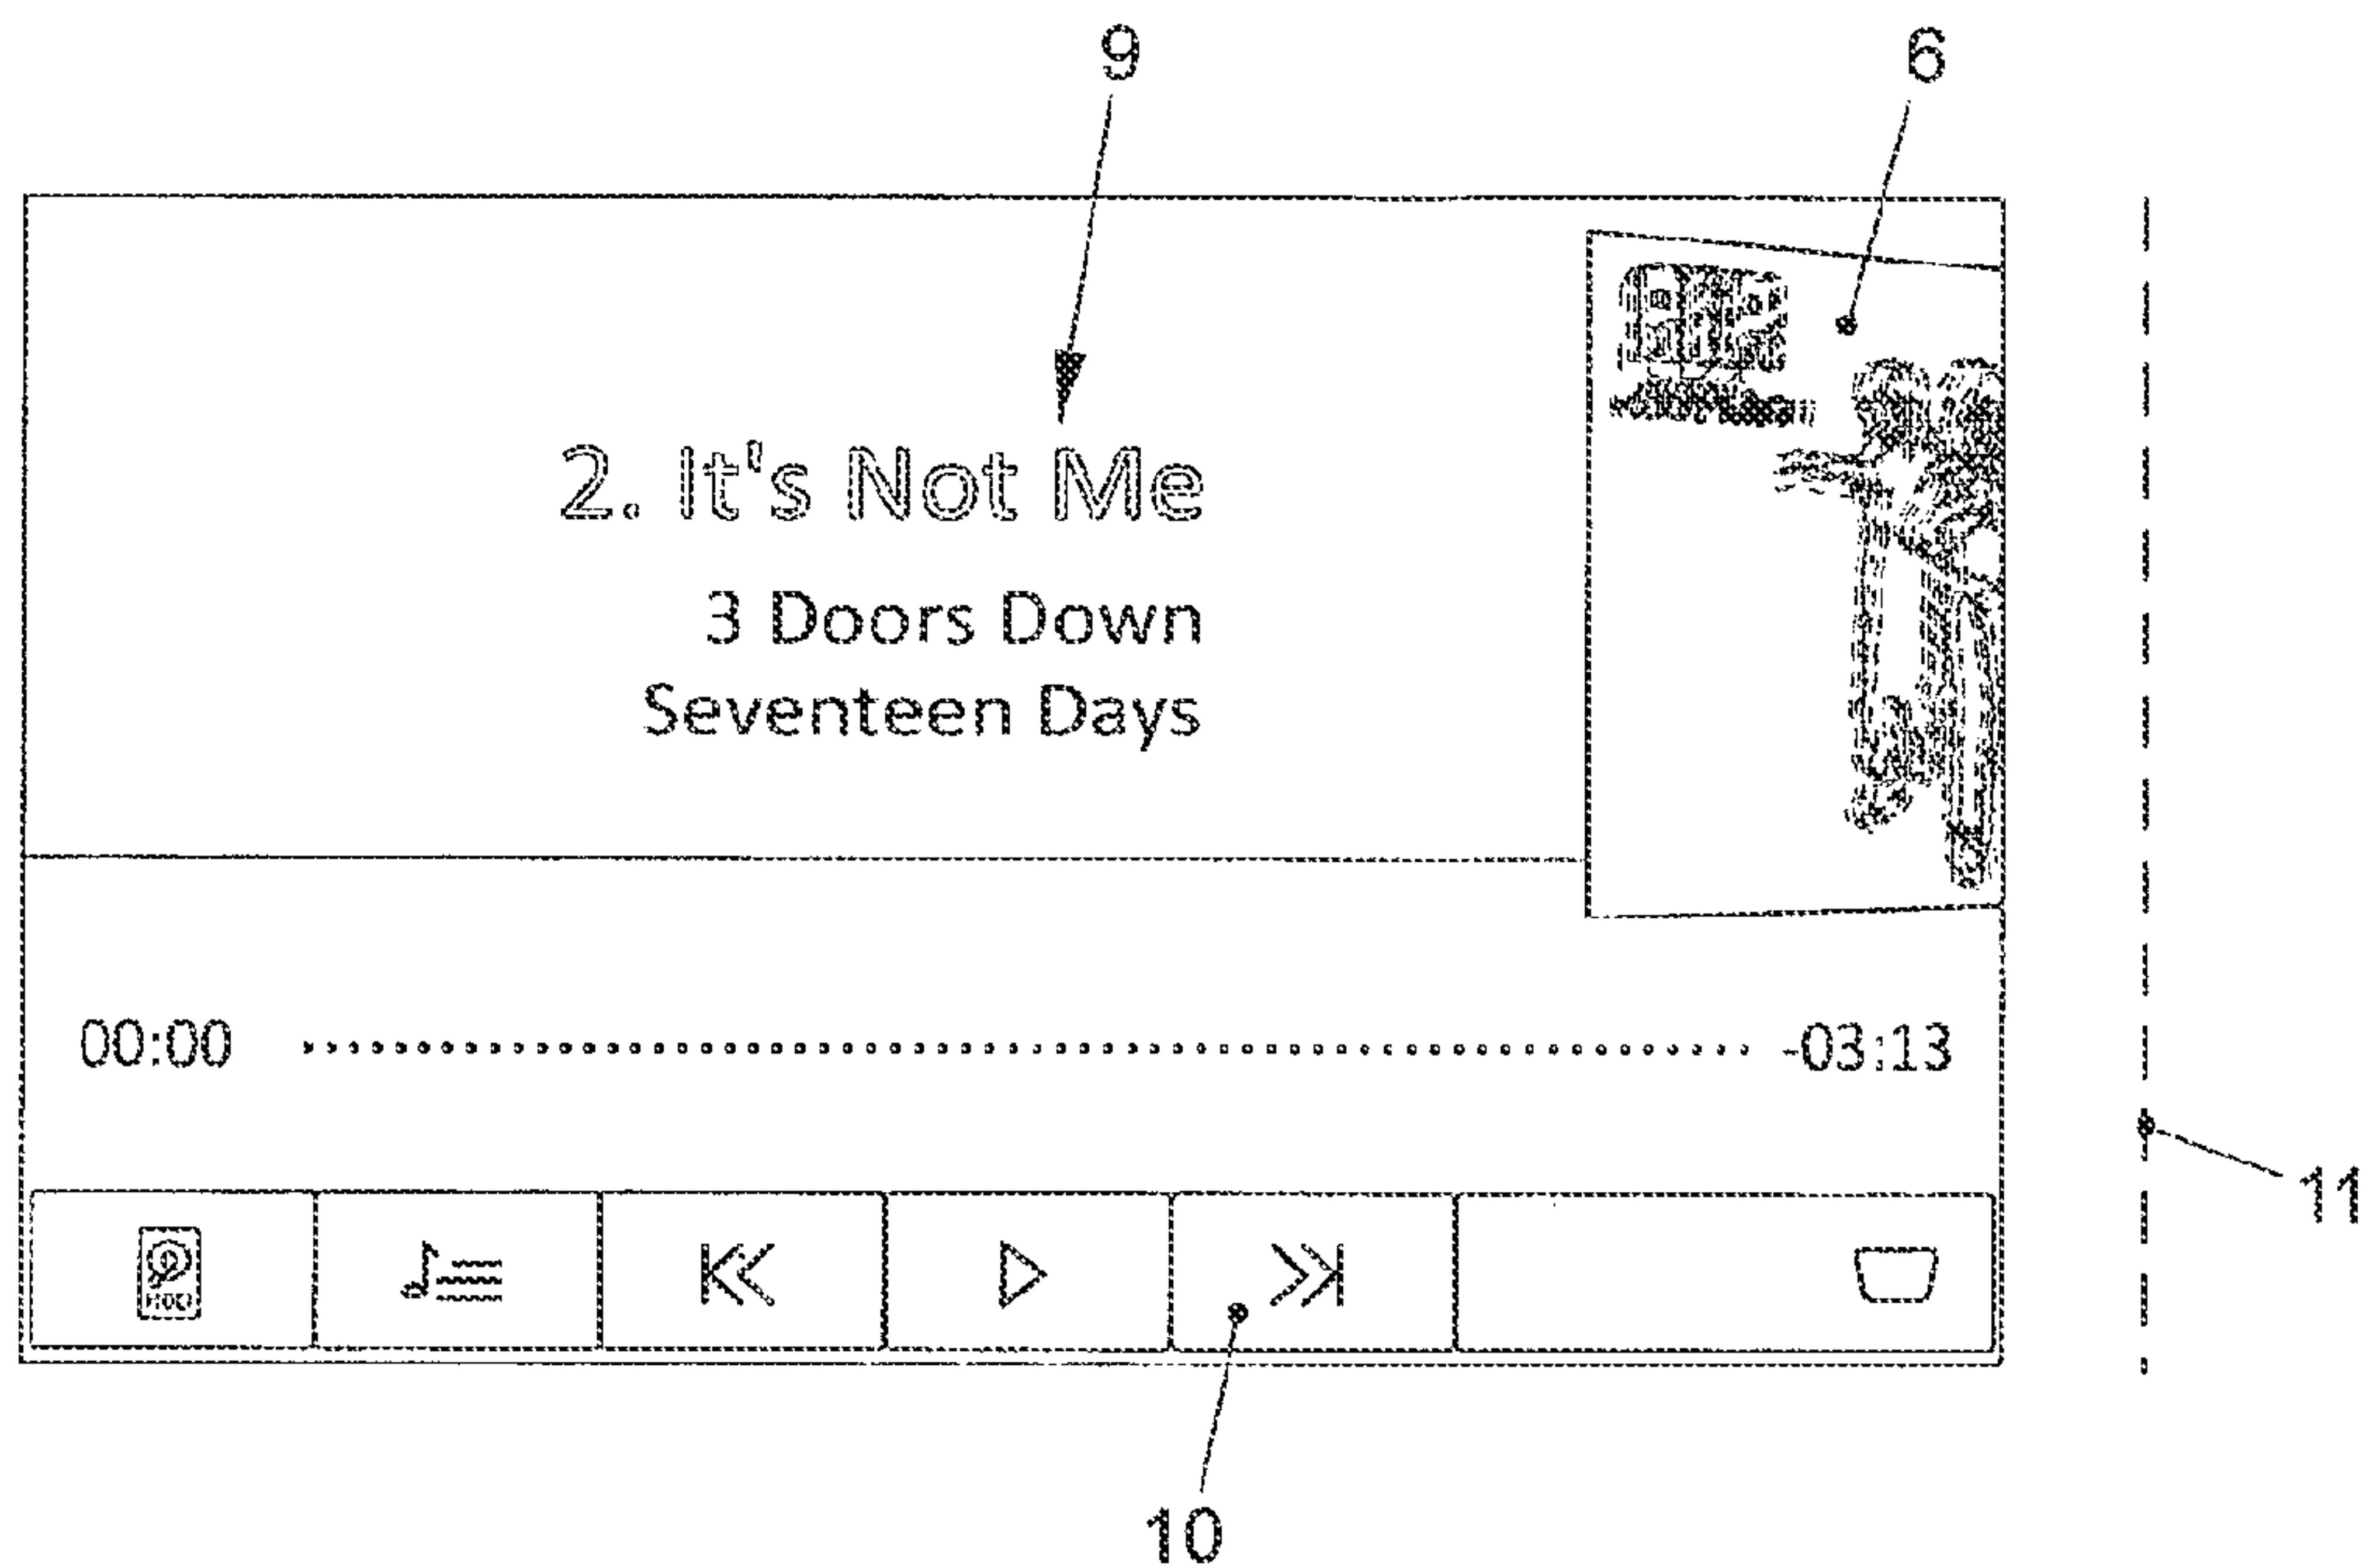 9
6
2. It's Not Me
3 Doors Down
Seventeen Days
00:00
-03:13
11
10